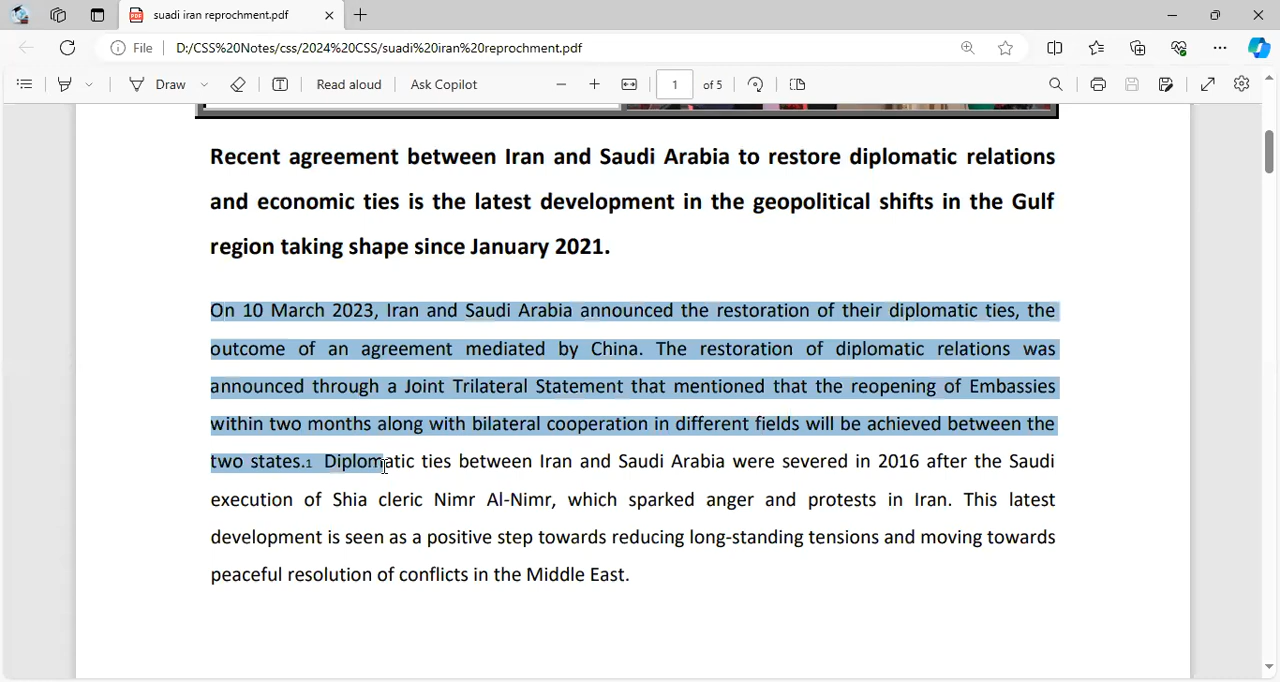 suadi iran reprochment.pdf
File
D:/CSS%20Notes/css/2024%20CSS/suadi%20iran%20reprochment.pdf
Draw
Read aloud
Ask Copilot
1 of 5
Recent agreement between Iran and Saudi Arabia to restore diplomatic relations
and economic ties is the latest development in the geopolitical shifts in the Gulf
region taking shape since January 2021.
On 10 March 2023, Iran and Saudi Arabia announced the restoration of their diplomatic ties, the
outcome of an agreement mediated by China. The restoration of diplomatic relations was
announced through a Joint Trilateral Statement that mentioned that the reopening of Embassies
within two months along with bilateral cooperation in different fields will be achieved between the
two states.1 Diplomatic ties between Iran and Saudi Arabia were severed in 2016 after the Saudi
execution of Shia cleric Nimr Al-Nimr, which sparked anger and protests in Iran. This latest
development is seen as a positive step towards reducing long-standing tensions and moving towards
peaceful resolution of conflicts in the Middle East.